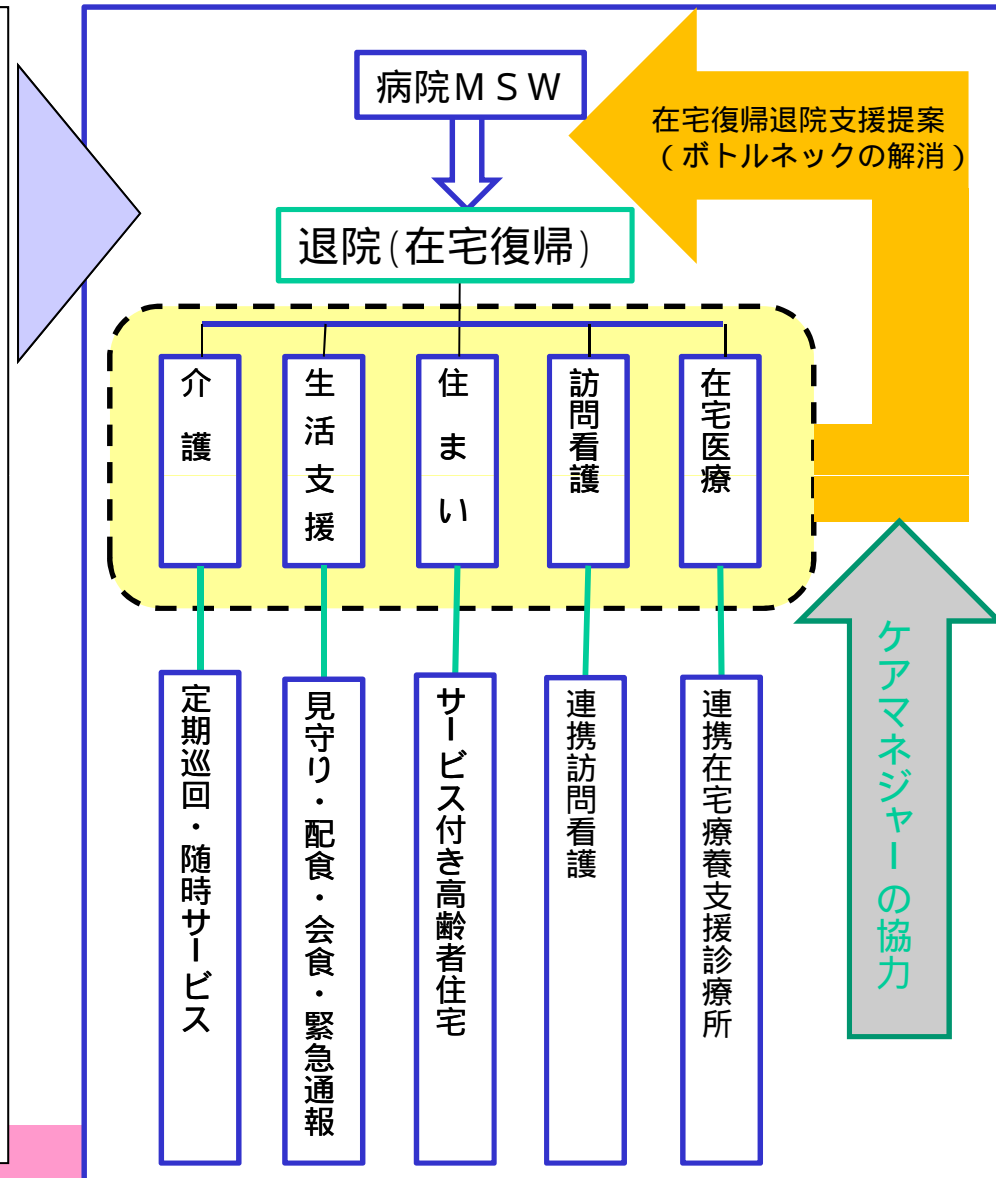 病院MSW
在宅復帰退院支援提案
(ボトルネックの解消)
退院(在宅復帰)
介護
生活支援
住まい
訪問看護
在宅医療
定期巡回・随時サービス
見守り・配食・会食・緊急通報
サービス付き高齢者住宅
連携訪問看護
連携在宅療養支援診療所
ケアマネジャーの協力